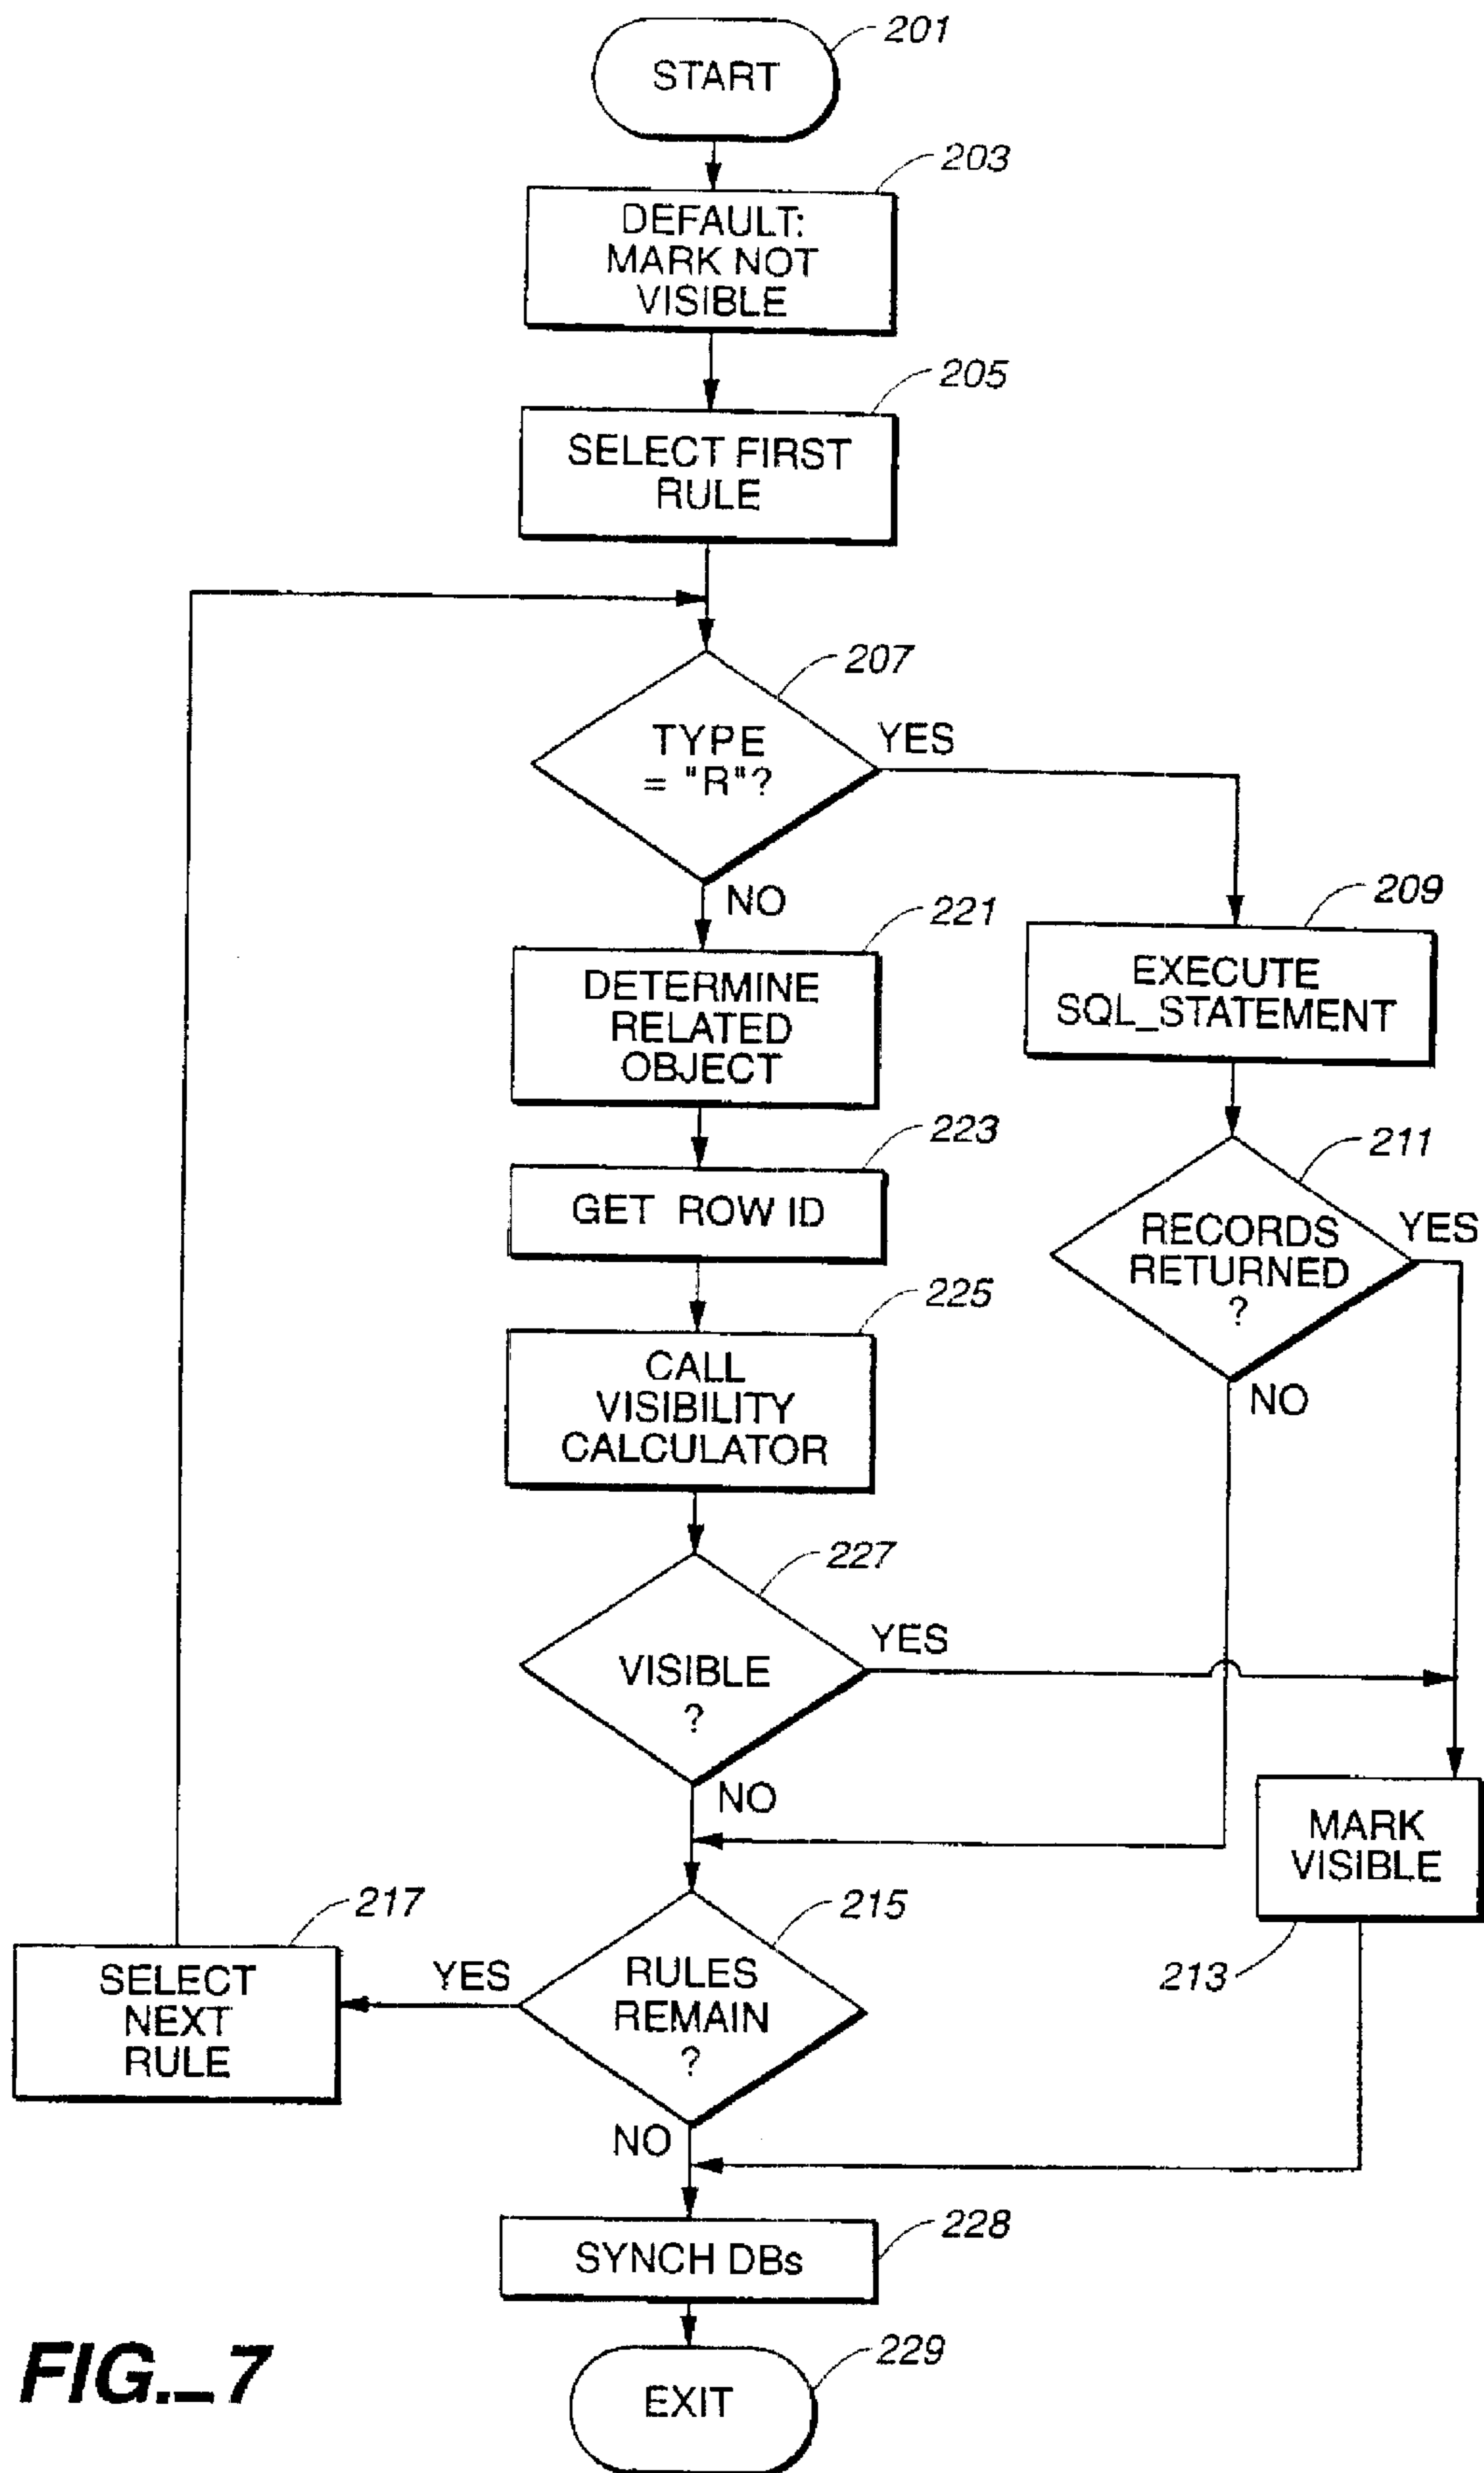 201
START
203
DEFAULT:
MARK NOT
VISIBLE
205
SELECT FIRST
RULE
207
TYPE
= "R"?
YES
NO
221
DETERMINE
RELATED
OBJECT
209
EXECUTE
SQL_STATEMENT
223
GET ROW ID
211
RECORDS
RETURNED
?
YES
NO
225
CALL
VISIBILITY
CALCULATOR
227
VISIBLE
?
YES
NO
MARK
VISIBLE
213
215
RULES
REMAIN
?
YES
NO
217
SELECT
NEXT
RULE
228
SYNCH DBs
229
EXIT
FIG._7